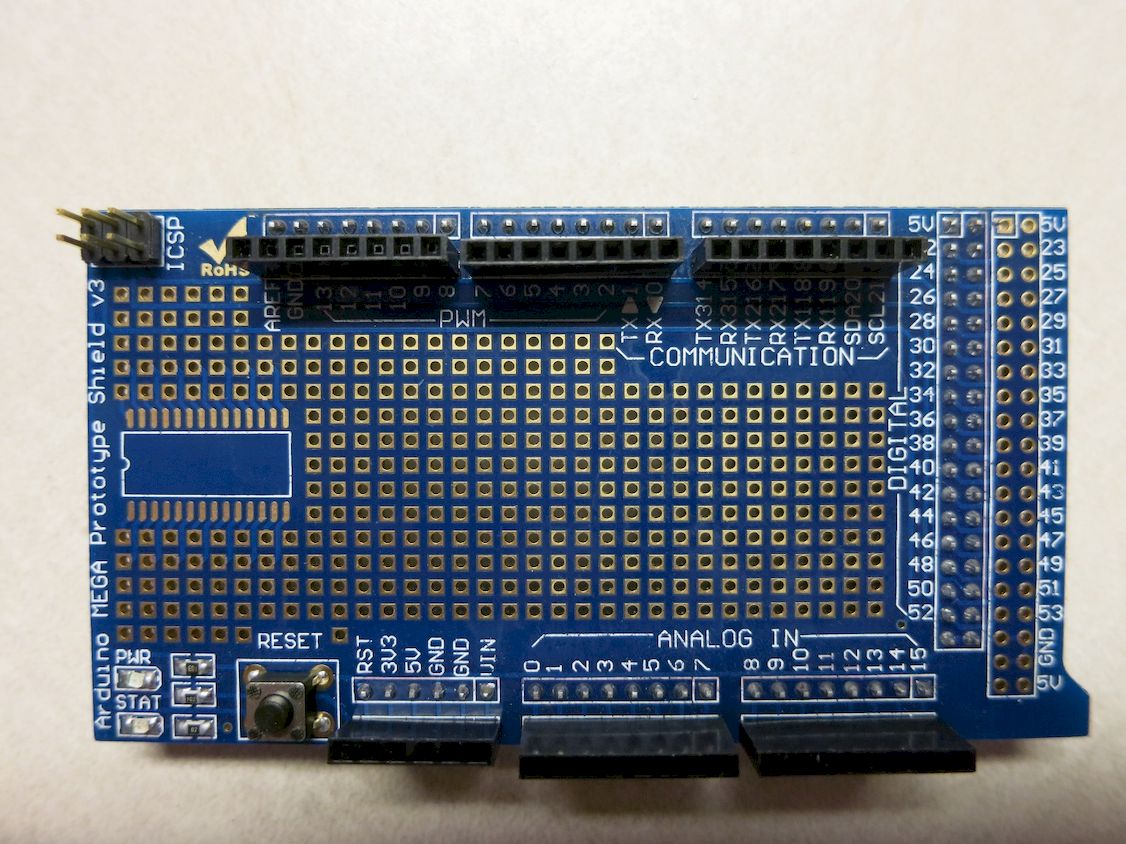 ICSP
RoHS
AREF GND 13 12 11 10 9 8 7 6 5 4 3 2 1 0
PWM
TX RX
TX3 14 RX3 15 TX2 16 RX2 17 TX1 18 RX1 19 SDA 20 SCL 21
COMMUNICATION
Arduino MEGA Prototype Shield v3
DIGITAL
5V 5V
2 23
24 25
26 27
28 29
30 31
32 33
34 35
36 37
38 39
40 41
42 43
44 45
46 47
48 49
50 51
52 53
GND
5V
RESET
PWR
STAT
RST 3V3 5V GND GND VIN
ANALOG IN
0 1 2 3 4 5 6 7 8 9 10 11 12 13 14 15